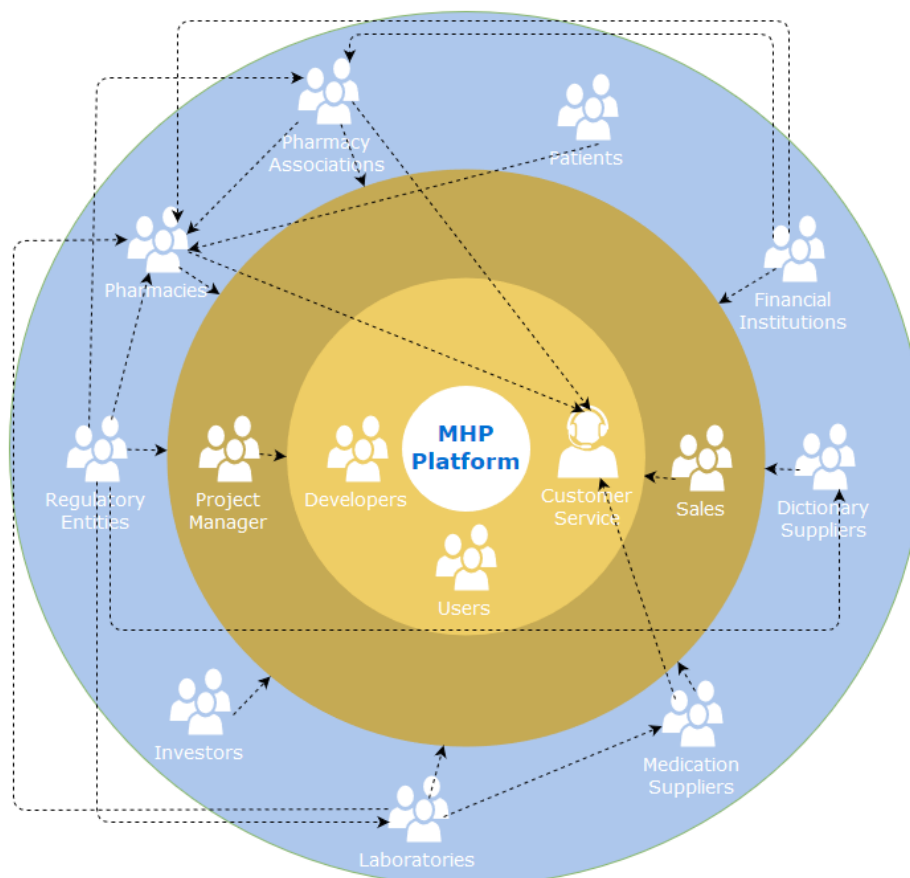 Pharmacy
Associations
Patients
Pharmacies
Financial
Institutions
MHP
Platform
Regulatory
Entities
Project
Manager
Developers
Customer
Service
Sales
Dictionary
Suppliers
Users
Investors
Medication
Suppliers
Laboratories